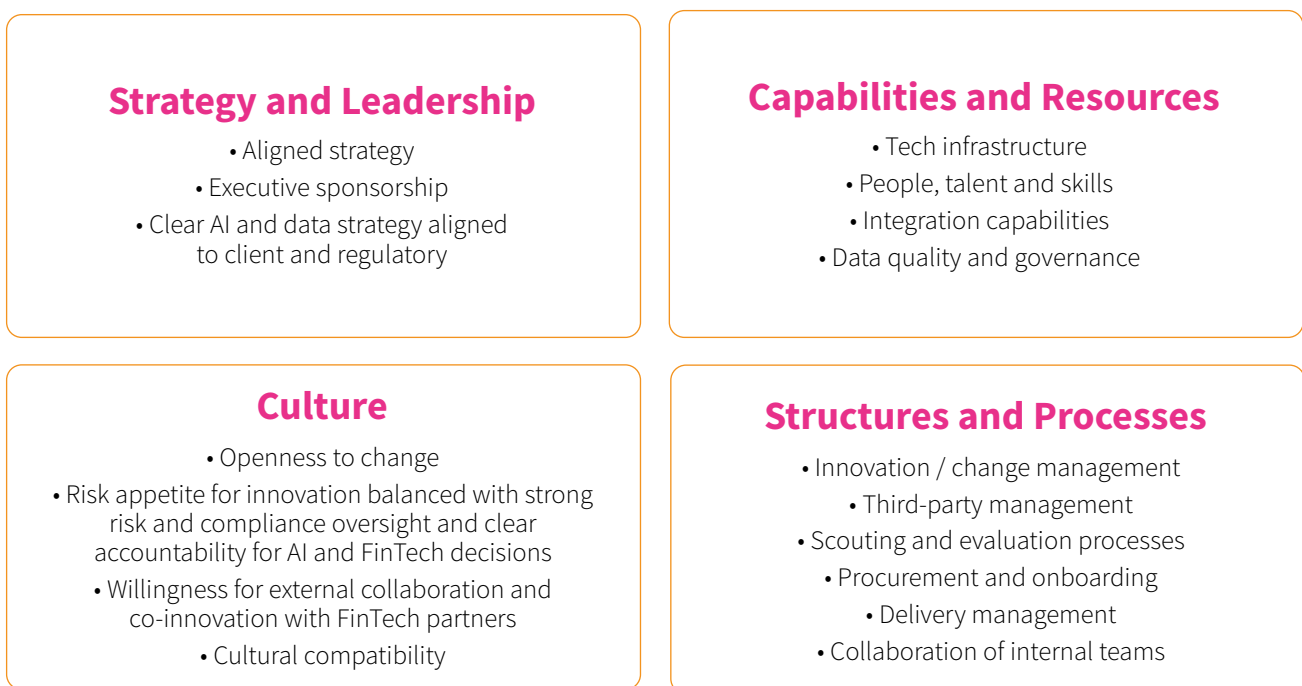 Strategy and Leadership
• Aligned strategy
• Executive sponsorship
• Clear AI and data strategy aligned
to client and regulatory
Capabilities and Resources
• Tech infrastructure
• People, talent and skills
• Integration capabilities
• Data quality and governance
Culture
• Openness to change
• Risk appetite for innovation balanced with strong
risk and compliance oversight and clear
accountability for AI and FinTech decisions
• Willingness for external collaboration and
co-innovation with FinTech partners
• Cultural compatibility
Structures and Processes
• Innovation / change management
• Third-party management
• Scouting and evaluation processes
• Procurement and onboarding
• Delivery management
• Collaboration of internal teams